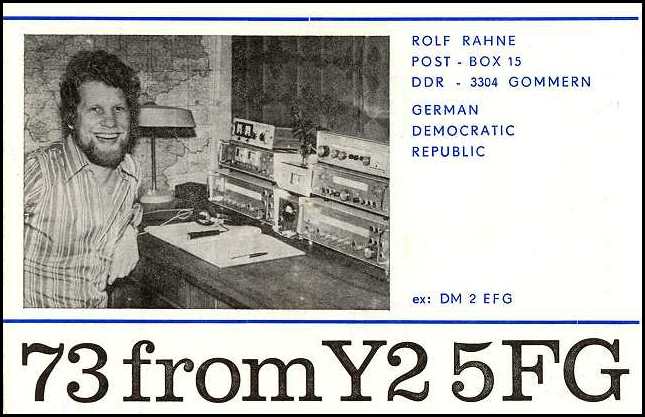 ROLF RAHNE
POST - BOX 15
DDR - 3304 GOMMERN
GERMAN
DEMOCRATIC
REPUBLIC
ex: DM 2 EFG
73 from Y2 5FG